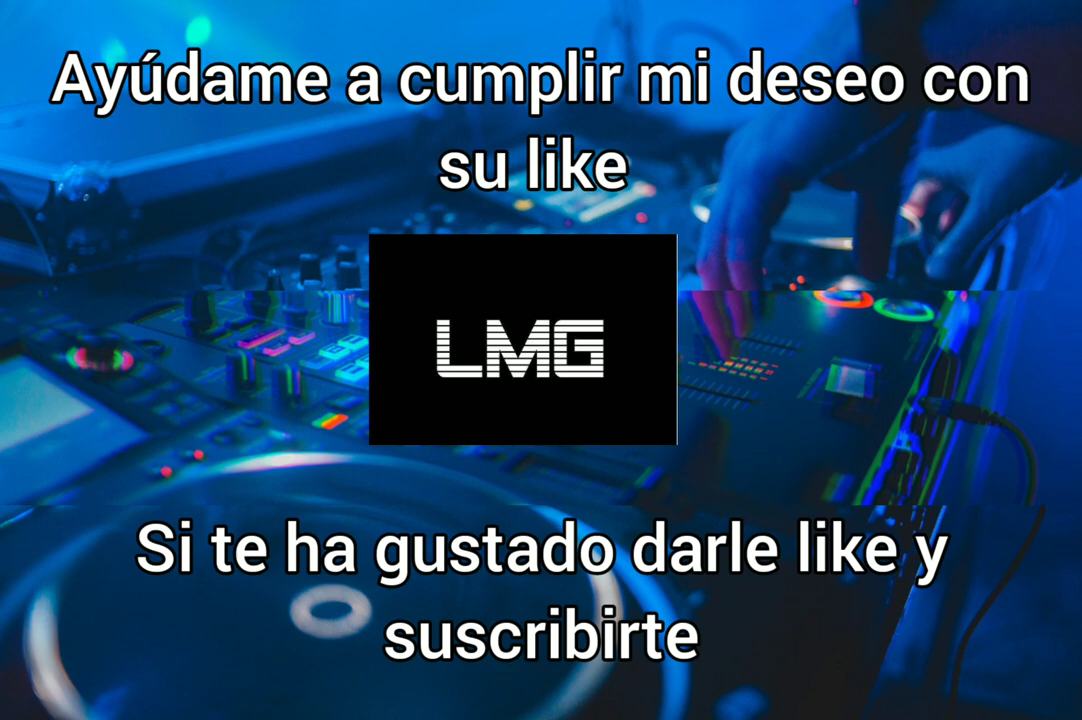 Ayúdame a cumplir mi deseo con
su like
LMG
Si te ha gustado darle like y
suscribirte